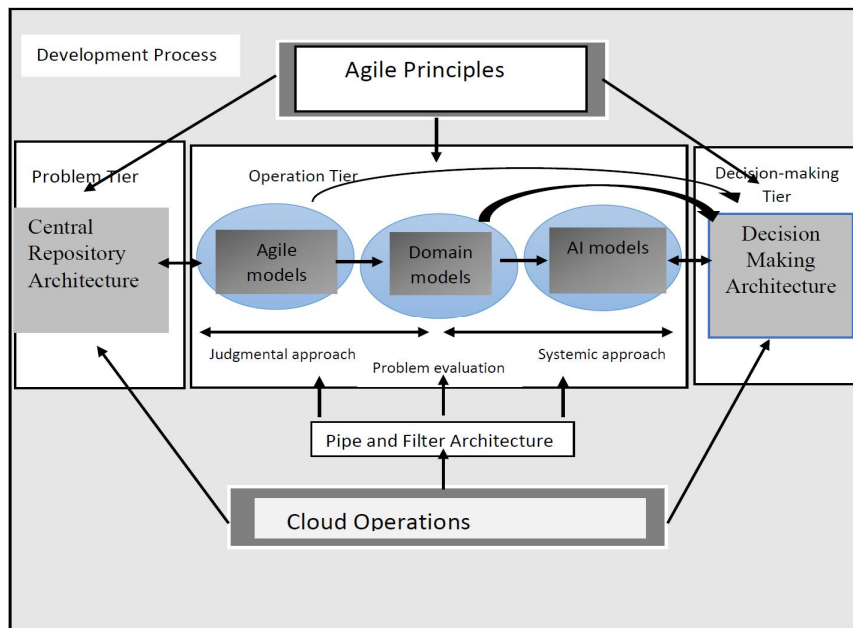 Development Process
Agile Principles
Problem Tier
Operation Tier
Decision-making
Tier
Central
Repository
Architecture
Agile
models
Domain
models
AI models
Decision
Making
Architecture
Judgmental approach
Problem evaluation
Systemic approach
Pipe and Filter Architecture
Cloud Operations